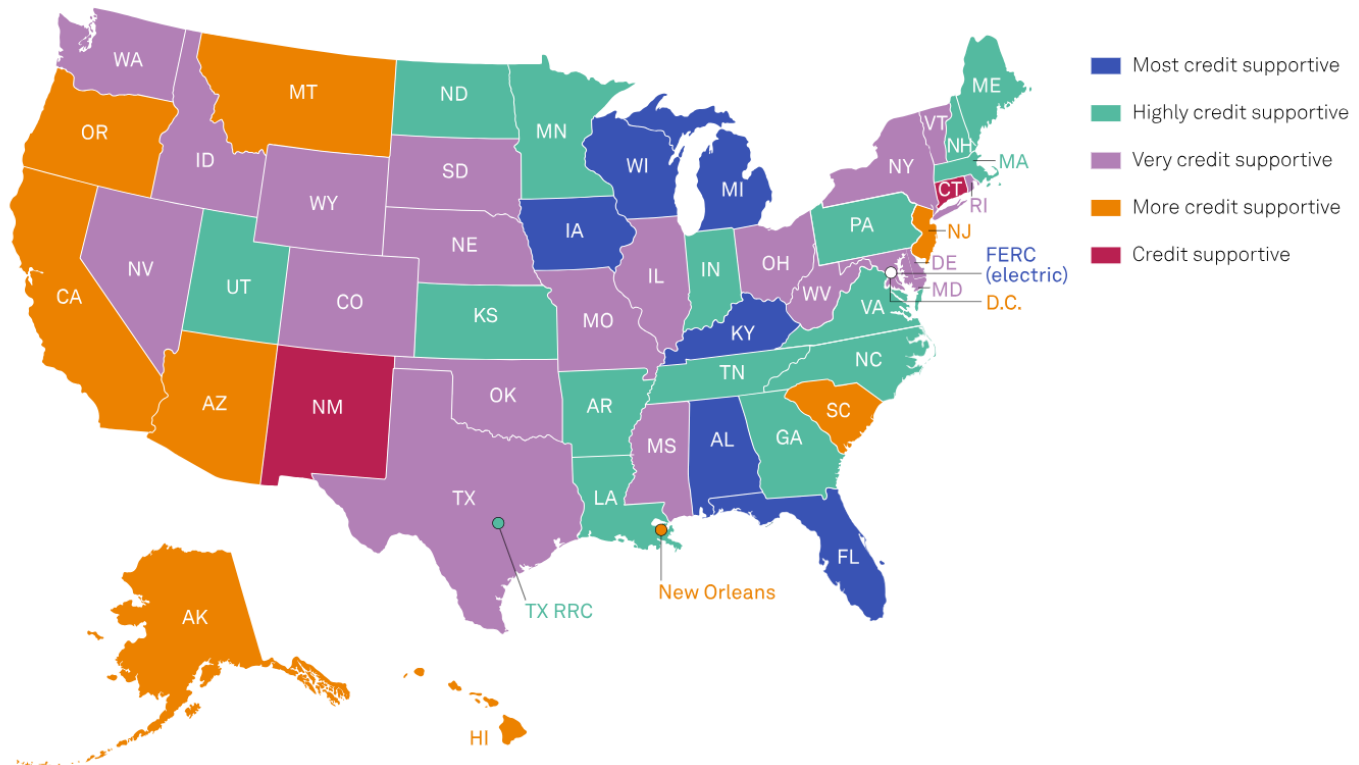 WA
MT
ND
MN
ME
OR
ID
SD
WI
MI
NY
VT
NH
MA
WY
CT
RI
NE
IA
PA
NJ
NV
UT
CO
IL
IN
OH
DE
FERC
(electric)
MD
D.C.
CA
KS
MO
WV
VA
KY
NC
TN
AZ
NM
OK
AR
SC
MS
AL
GA
TX
LA
FL
New Orleans
TX RRC
AK
HI
Most credit supportive
Highly credit supportive
Very credit supportive
More credit supportive
Credit supportive